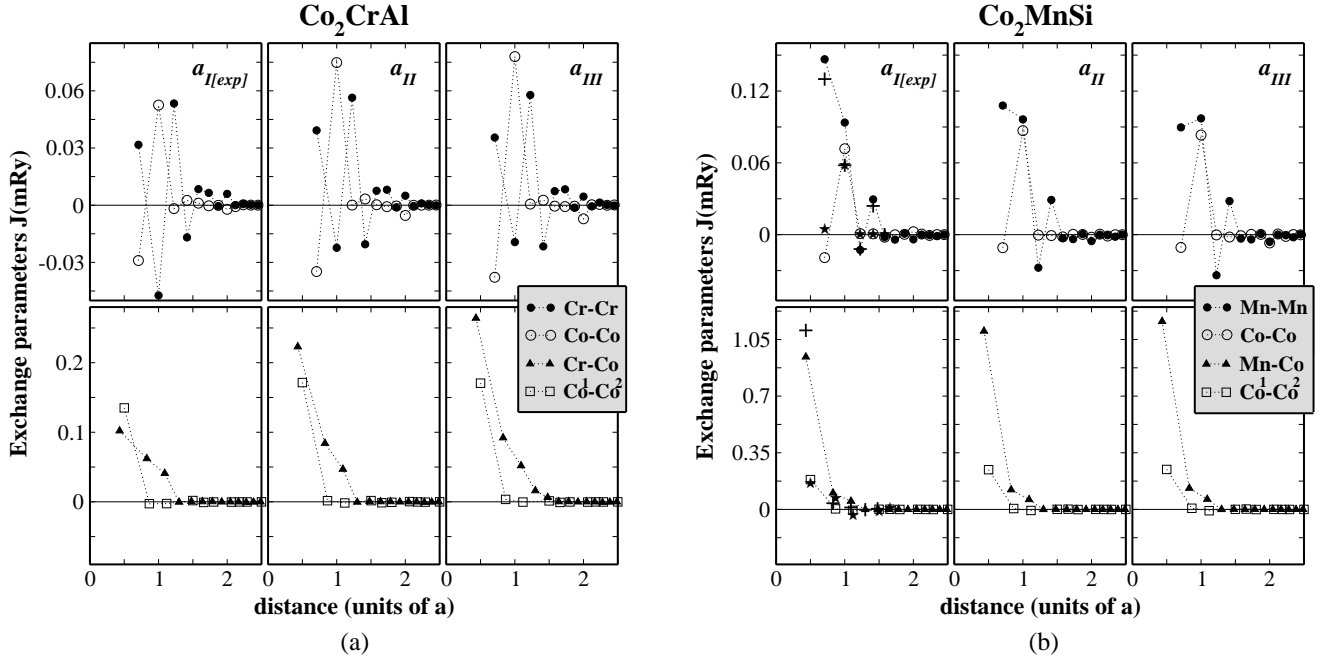 Co2CrAl
Co2MnSi
aI[exp]
aII
aIII
aI[exp]
aII
aIII
Exchange parameters J(mRy)
0.06
0.03
0
-0.03
0.2
0.1
0
Exchange parameters J(mRy)
0.12
0.06
0
1.05
0.7
0.35
0
Cr-Cr
Co-Co
Cr-Co
Co1-Co2
Mn-Mn
Co-Co
Mn-Co
Co1-Co2
0 1 2 0 1 2 0 1 2
0 1 2 0 1 2 0 1 2
distance (units of a)
distance (units of a)
(a)
(b)